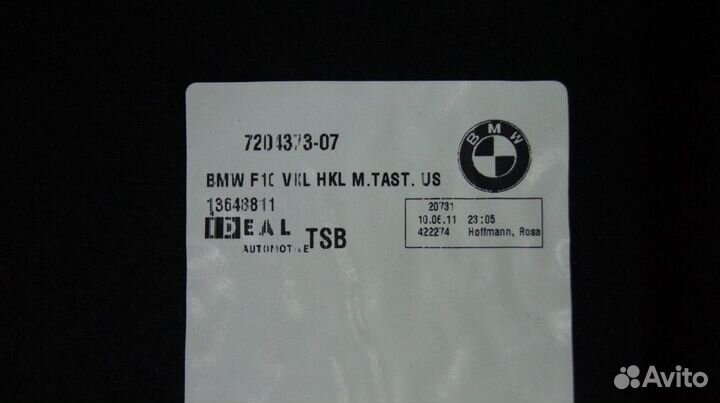 7204373-07
BMW
BMW F10 VKL HKL M.TAST. US
13648811
IDEAL
AUTOMOTIVE
TSB
20731
10.06.11 23:05
422274 Hoffmann, Rosa
Avito